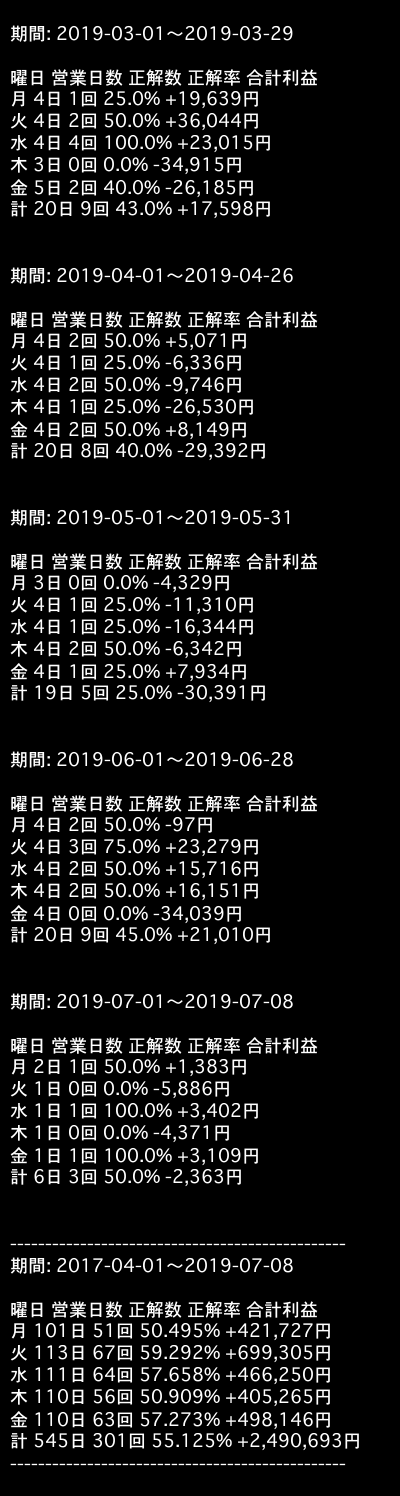 期間: 2019-03-01〜2019-03-29
曜日 営業日数 正解数 正解率 合計利益
月 4日 1回 25.0% +19,639円
火 4日 2回 50.0% +36,044円
水 4日 4回 100.0% +23,015円
木 3日 0回 0.0% -34,915円
金 5日 2回 40.0% -26,185円
計 20日 9回 43.0% +17,598円
期間: 2019-04-01〜2019-04-26
曜日 営業日数 正解数 正解率 合計利益
月 4日 2回 50.0% +5,071円
火 4日 1回 25.0% -6,336円
水 4日 2回 50.0% -9,746円
木 4日 1回 25.0% -26,530円
金 4日 2回 50.0% +8,149円
計 20日 8回 40.0% -29,392円
期間: 2019-05-01〜2019-05-31
曜日 営業日数 正解数 正解率 合計利益
月 3日 0回 0.0% -4,329円
火 4日 1回 25.0% -11,310円
水 4日 1回 25.0% -16,344円
木 4日 2回 50.0% -6,342円
金 4日 1回 25.0% +7,934円
計 19日 5回 25.0% -30,391円
期間: 2019-06-01〜2019-06-28
曜日 営業日数 正解数 正解率 合計利益
月 4日 2回 50.0% -97円
火 4日 3回 75.0% +23,279円
水 4日 2回 50.0% +15,716円
木 4日 2回 50.0% +16,151円
金 4日 0回 0.0% -34,039円
計 20日 9回 45.0% +21,010円
期間: 2019-07-01〜2019-07-08
曜日 営業日数 正解数 正解率 合計利益
月 2日 1回 50.0% +1,383円
火 1日 0回 0.0% -5,886円
水 1日 1回 100.0% +3,402円
木 1日 0回 0.0% -4,371円
金 1日 1回 100.0% +3,109円
計 6日 3回 50.0% -2,363円
------------------------------------------------
期間: 2017-04-01〜2019-07-08
曜日 営業日数 正解数 正解率 合計利益
月 101日 51回 50.495% +421,727円
火 113日 67回 59.292% +699,305円
水 111日 64回 57.658% +466,250円
木 110日 56回 50.909% +405,265円
金 110日 63回 57.273% +498,146円
計 545日 301回 55.125% +2,490,693円
------------------------------------------------